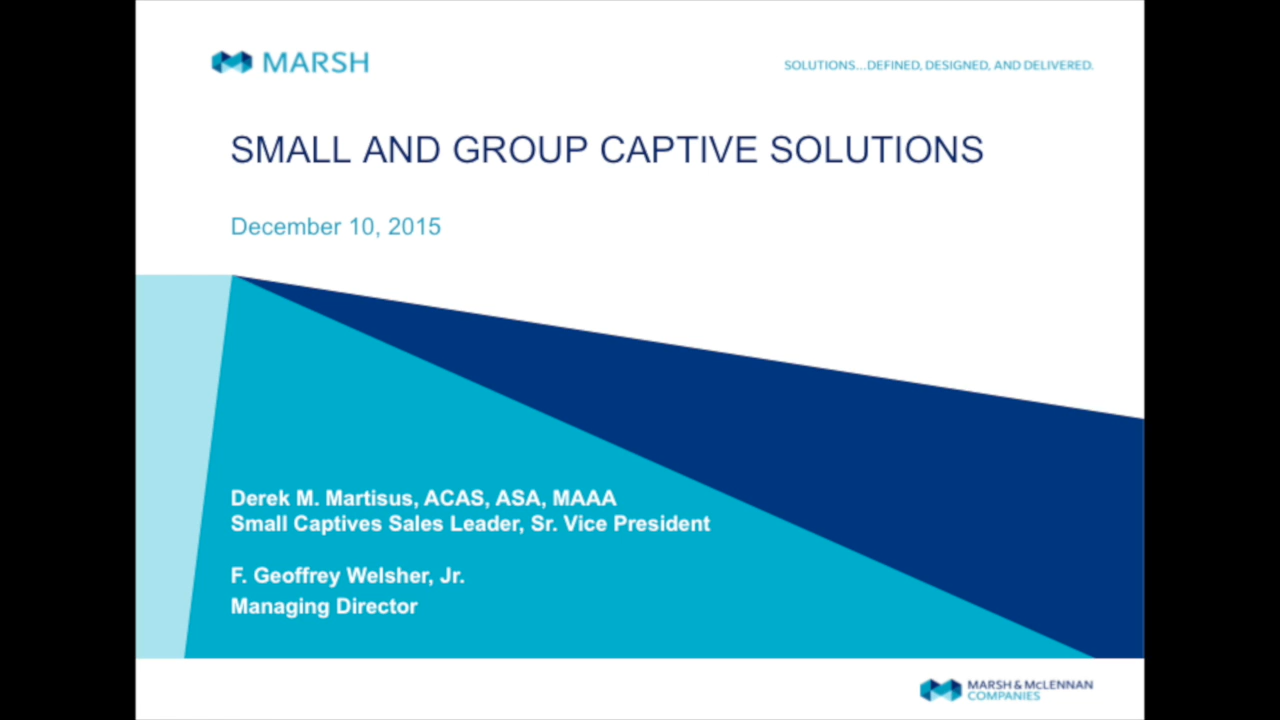 MARSH
SOLUTIONS...DEFINED, DESIGNED, AND DELIVERED.
SMALL AND GROUP CAPTIVE SOLUTIONS
December 10, 2015
Derek M. Martisus, ACAS, ASA, MAAA
Small Captives Sales Leader, Sr. Vice President
F. Geoffrey Welsher, Jr.
Managing Director
MARSH & McLENNAN
COMPANIES